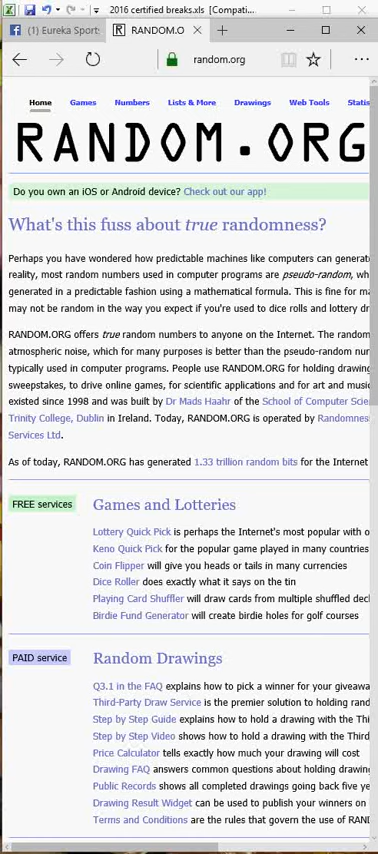 2016 certified breaks.xls [Compati...
(1) Eureka Sport:
RANDOM.O
random.org
Home Games Numbers Lists & More Drawings Web Tools Statis
RANDOM.ORG
Do you own an iOS or Android device? Check out our app!
What's this fuss about true randomness?
Perhaps you have wondered how predictable machines like computers can generat
reality, most random numbers used in computer programs are pseudo-random, wh
generated in a predictable fashion using a mathematical formula. This is fine for ma
may not be random in the way you expect if you're used to dice rolls and lottery dr
RANDOM.ORG offers true random numbers to anyone on the Internet. The random
atmospheric noise, which for many purposes is better than the pseudo-random nur
typically used in computer programs. People use RANDOM.ORG for holding drawing
sweepstakes, to drive online games, for scientific applications and for art and music
existed since 1998 and was built by Dr Mads Haahr of the School of Computer Scie
Trinity College, Dublin in Ireland. Today, RANDOM.ORG is operated by Randomness
Services Ltd.
As of today, RANDOM.ORG has generated 1.33 trillion random bits for the Internet
FREE services
Games and Lotteries
Lottery Quick Pick is perhaps the Internet's most popular with o
Keno Quick Pick for the popular game played in many countries
Coin Flipper will give you heads or tails in many currencies
Dice Roller does exactly what it says on the tin
Playing Card Shuffler will draw cards from multiple shuffled decl
Birdie Fund Generator will create birdie holes for golf courses
PAID service
Random Drawings
Q3.1 in the FAQ explains how to pick a winner for your giveawa
Third-Party Draw Service is the premier solution to holding rand
Step by Step Guide explains how to hold a drawing with the Thi
Step by Step Video shows how to hold a drawing with the Third
Price Calculator tells exactly how much your drawing will cost
Drawing FAQ answers common questions about holding drawin
Public Records shows all completed drawings going back five ye
Drawing Result Widget can be used to publish your winners on
Terms and Conditions are the rules that govern the use of RAND